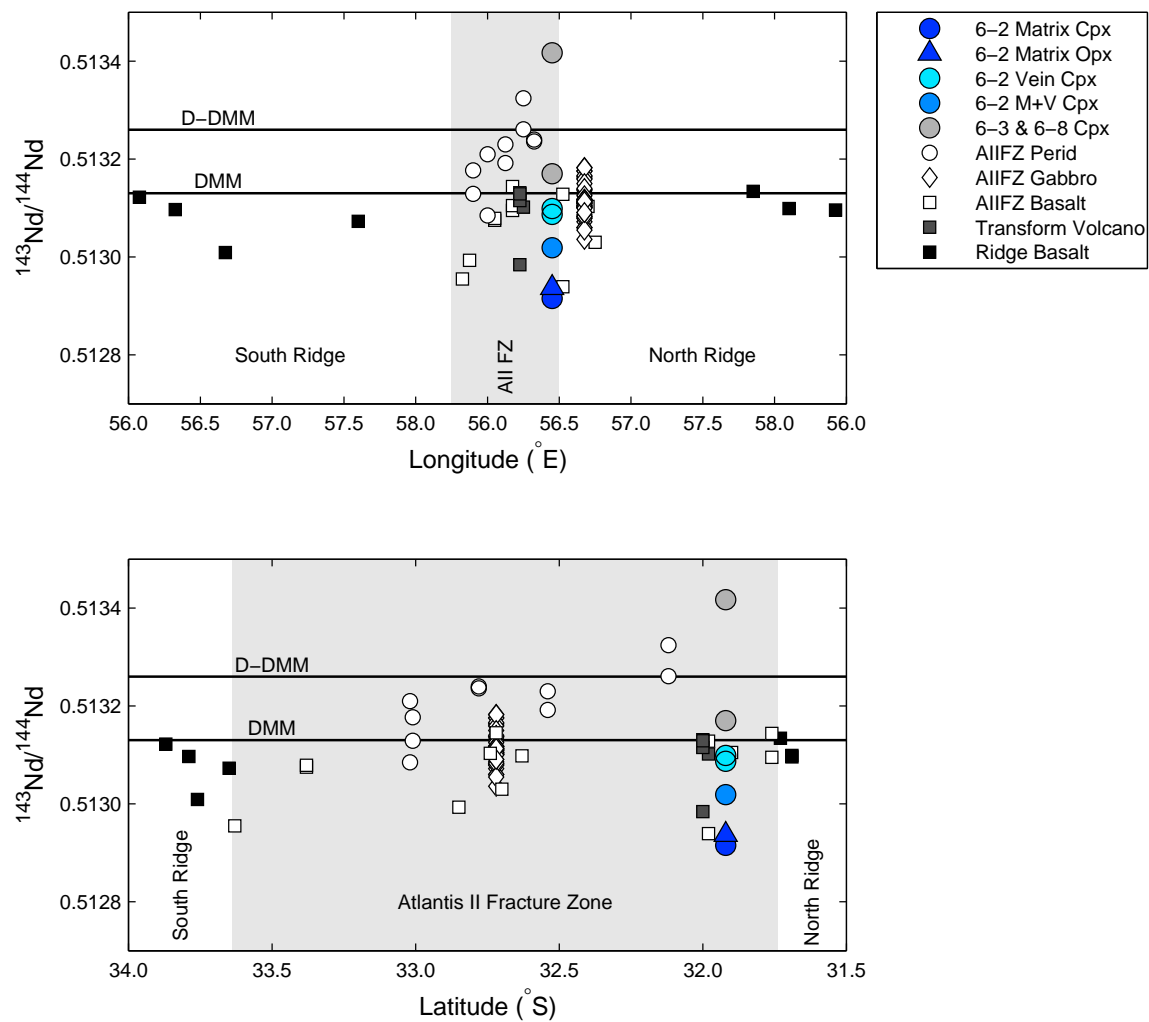 0.5134
0.5132
0.5130
0.5128
143Nd/144Nd
D−DMM
DMM
South Ridge
AII FZ
North Ridge
56.0 56.5 57.0 57.5 58.0 56.0 56.5 57.0 57.5 58.0 56.0
Longitude (°E)
6−2 Matrix Cpx
6−2 Matrix Opx
6−2 Vein Cpx
6−2 M+V Cpx
6−3 & 6−8 Cpx
AIIFZ Perid
AIIFZ Gabbro
AIIFZ Basalt
Transform Volcano
Ridge Basalt
0.5134
0.5132
0.5130
0.5128
143Nd/144Nd
D−DMM
DMM
South Ridge
Atlantis II Fracture Zone
North Ridge
34.0 33.5 33.0 32.5 32.0 31.5
Latitude (°S)